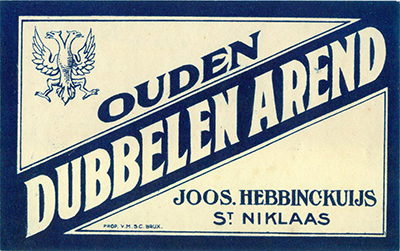 OUDEN
DUBBELEN AREND
JOOS. HEBBINCKUIJS
ST NIKLAAS
PROP. V.M. S.C. BRUX.